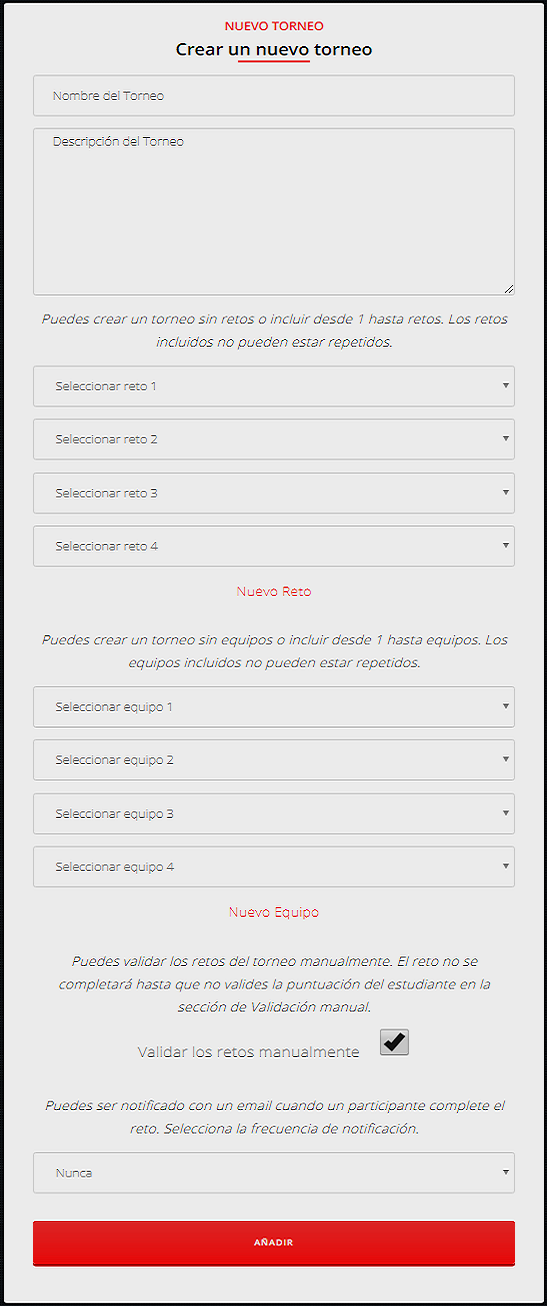 NUEVO TORNEO
Crear un nuevo torneo
Nombre del Torneo
Descripción del Torneo
Puedes crear un torneo sin retos o incluir desde 1 hasta retos. Los retos
incluidos no pueden estar repetidos.
Seleccionar reto 1
Seleccionar reto 2
Seleccionar reto 3
Seleccionar reto 4
Nuevo Reto
Puedes crear un torneo sin equipos o incluir desde 1 hasta equipos. Los
equipos incluidos no pueden estar repetidos.
Seleccionar equipo 1
Seleccionar equipo 2
Seleccionar equipo 3
Seleccionar equipo 4
Nuevo Equipo
Puedes validar los retos del torneo manualmente. El reto no se
completará hasta que no valides la puntuación del estudiante en la
sección de Validación manual.
Validar los retos manualmente
Puedes ser notificado con un email cuando un participante complete el
reto. Selecciona la frecuencia de notificación.
Nunca
AÑADIR